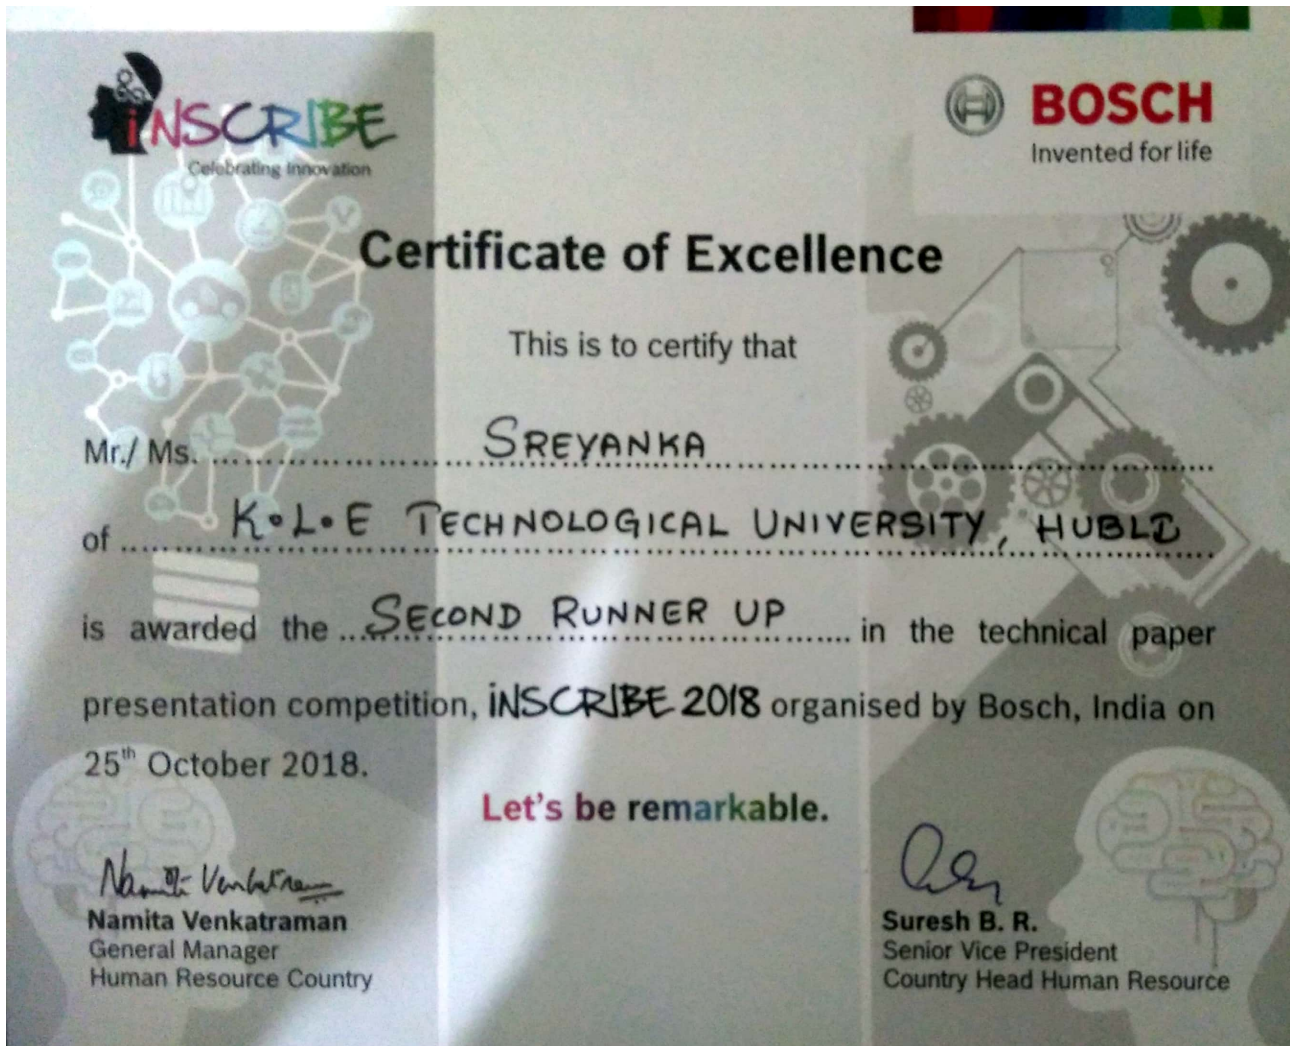 iNSCRIBE
Celebrating Innovation
BOSCH
Invented for life
Certificate of Excellence
This is to certify that
Mr./ Ms. SREYANKA
of K.L.E TECHNOLOGICAL UNIVERSITY, HUBLI
is awarded the SECOND RUNNER UP in the technical paper
presentation competition, iNSCRIBE 2018 organised by Bosch, India on
25th October 2018.
Let's be remarkable.
Namita Venkatraman
Namita Venkatraman
General Manager
Human Resource Country
Suresh B. R.
Senior Vice President
Country Head Human Resource